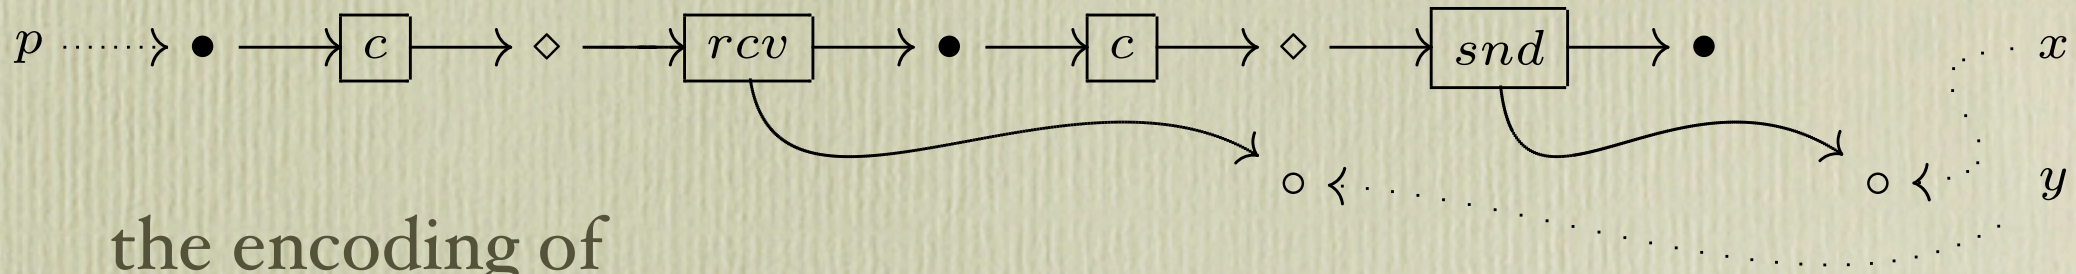 p c rcv c snd x
y
the encoding of